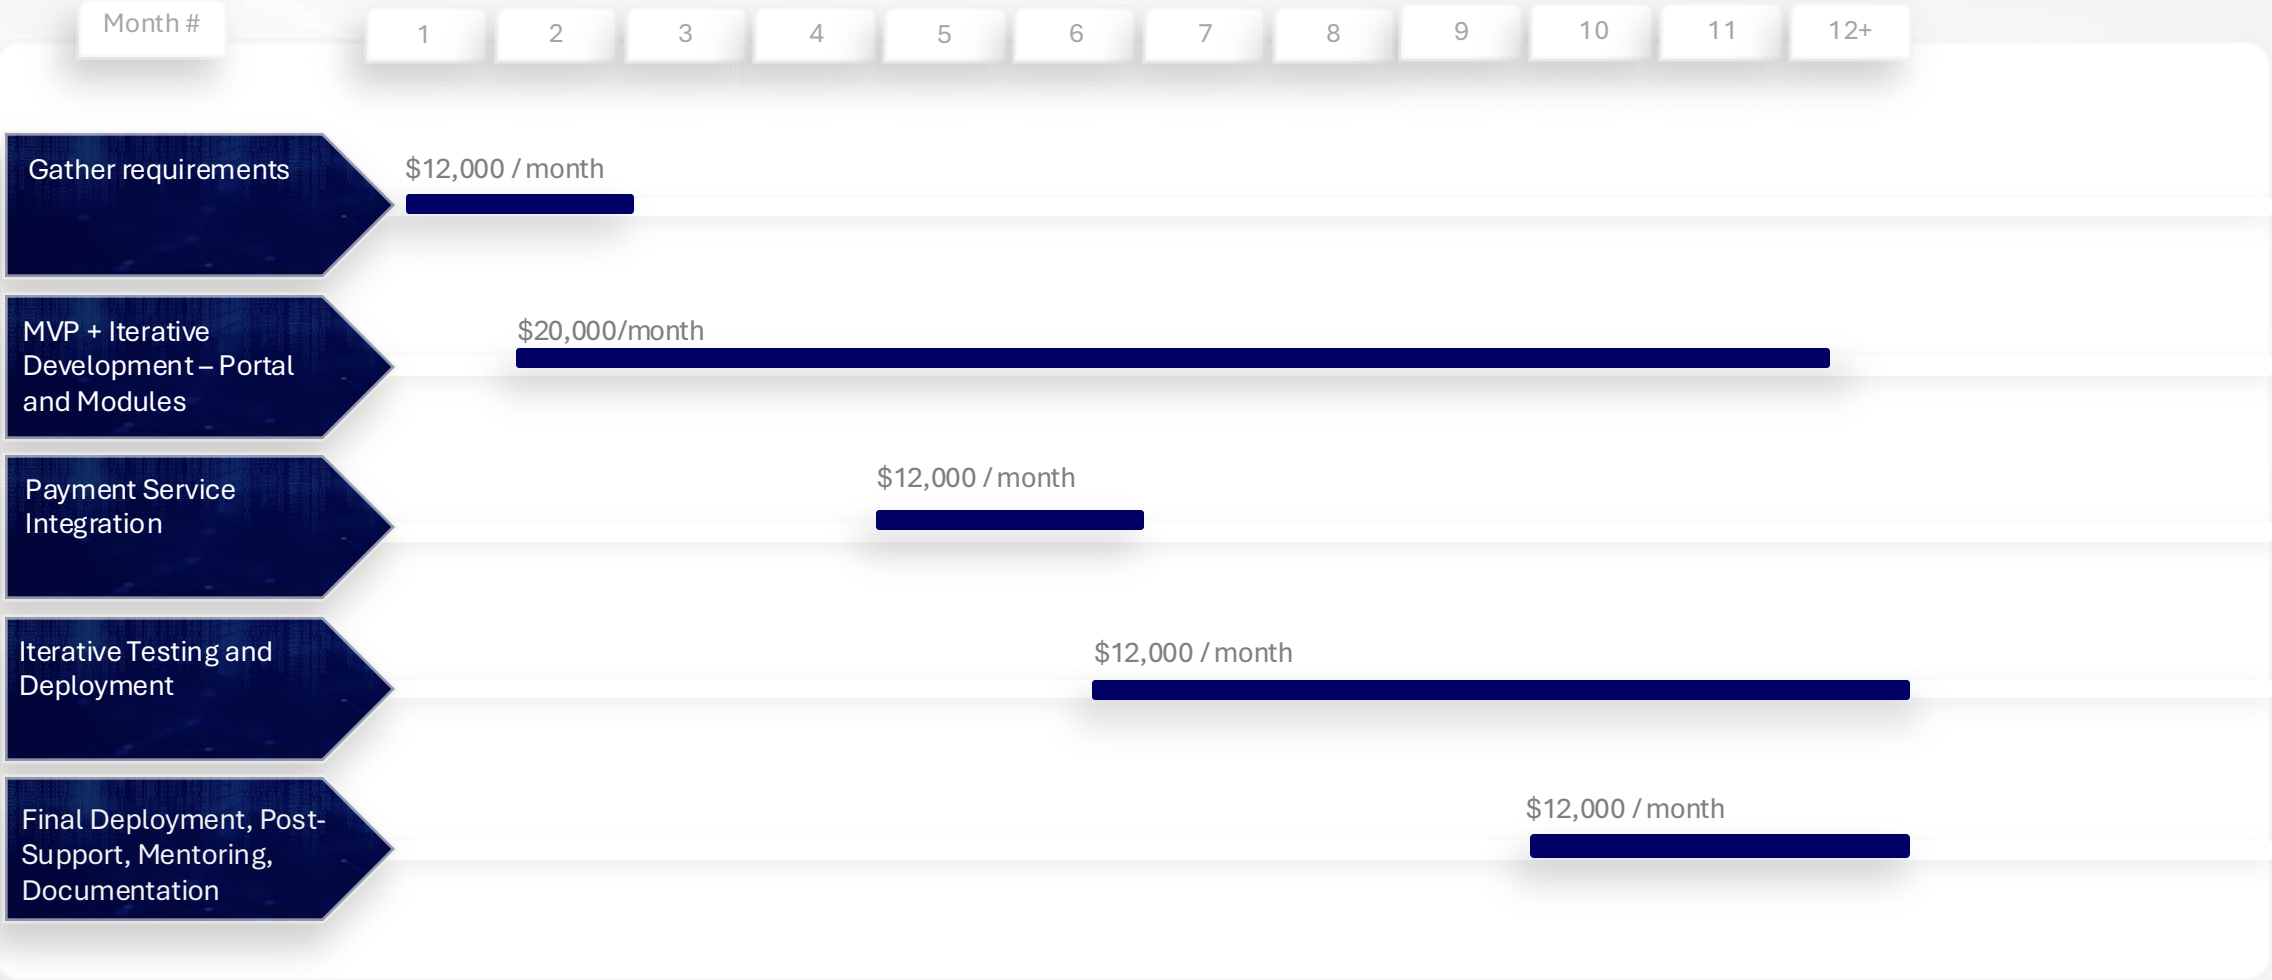 Month # 1 2 3 4 5 6 7 8 9 10 11 12+
Gather requirements
$12,000 / month
MVP + Iterative
Development – Portal
and Modules
$20,000/month
Payment Service
Integration
$12,000 / month
Iterative Testing and
Deployment
$12,000 / month
Final Deployment, Post-
Support, Mentoring,
Documentation
$12,000 / month